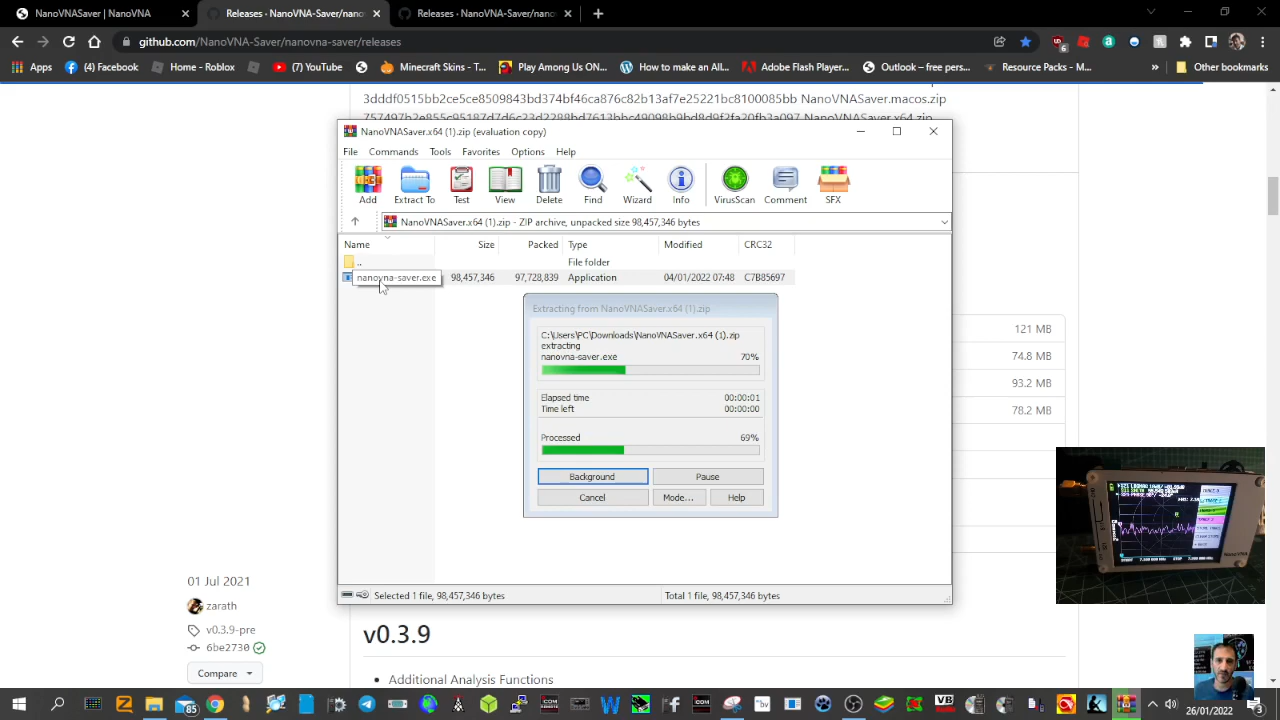 NanoVNASaver | NanoVNA
Releases · NanoVNA-Saver/nano
Releases · NanoVNA-Saver/nano
github.com/NanoVNA-Saver/nanovna-saver/releases
6
Apps
(4) Facebook
Home - Roblox
(7) YouTube
Minecraft Skins - T...
Play Among Us ON...
How to make an All...
Adobe Flash Player...
Outlook – free pers...
Resource Packs - M...
»
Other bookmarks
NanoVNASaver.macos.zip
NanoVNASaver.x64 (1).zip (evaluation copy)
File Commands Tools Favorites Options Help
Add Extract To Test View Delete Find Wizard Info VirusScan Comment SFX
NanoVNASaver.x64 (1).zip - ZIP archive, unpacked size 98,457,346 bytes
Name Size Packed Type Modified CRC32
.. File folder
nanovna-saver.exe 98,457,346 97,728,839 Application 04/01/2022 07:48 C7B85697
Extracting from NanoVNASaver.x64 (1).zip
C:\Users\PC\Downloads\NanoVNASaver.x64 (1).zip
extracting
nanovna-saver.exe 70%
Elapsed time 00:00:01
Time left 00:00:00
Processed 69%
Background Pause
Cancel Mode... Help
121 MB
74.8 MB
93.2 MB
78.2 MB
Selected 1 file, 98,457,346 bytes Total 1 file, 98,457,346 bytes
NanoVNA
01 Jul 2021
zarath
v0.3.9-pre
6be2730
Compare
v0.3.9
Additional Analysis Functions
85
26/01/2022
3